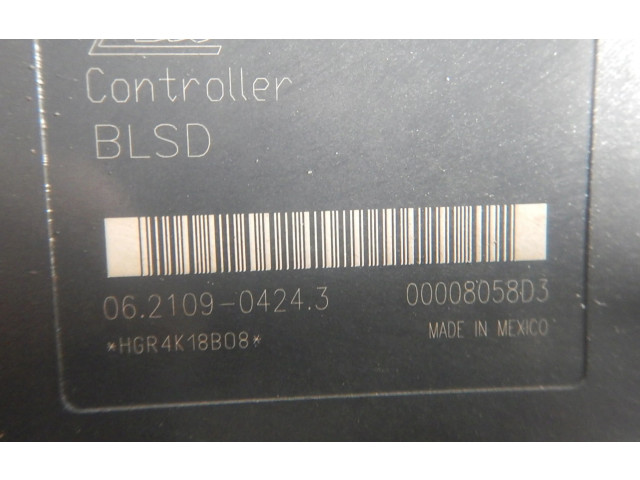 Controller
BLSD
06.2109-0424.3 00008058D3
*HGR4K18B08* MADE IN MEXICO